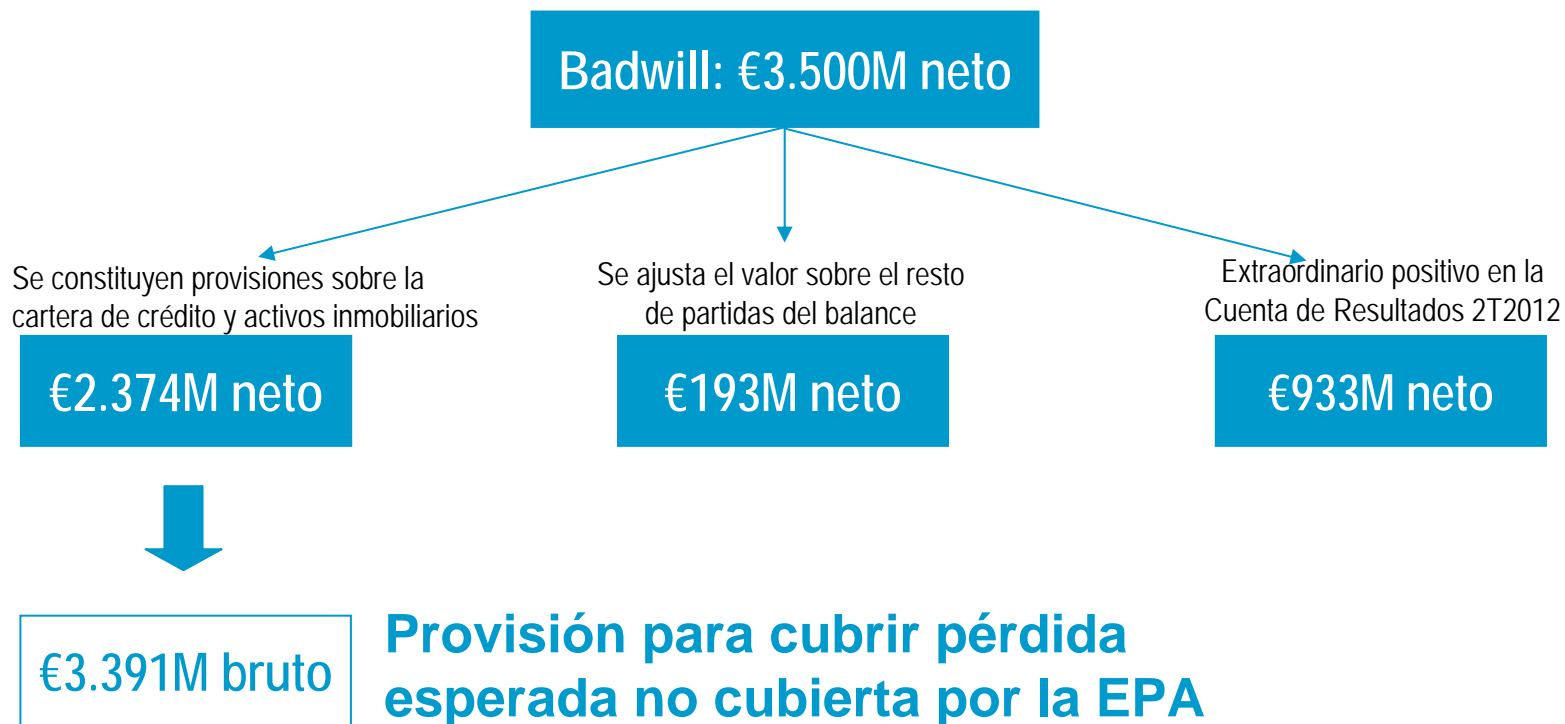 Badwill: €3.500M neto
Se constituyen provisiones sobre la
cartera de crédito y activos inmobiliarios
€2.374M neto
Se ajusta el valor sobre el resto
de partidas del balance
€193M neto
Extraordinario positivo en la
Cuenta de Resultados 2T2012
€933M neto
€3.391M bruto
Provisión para cubrir pérdida
esperada no cubierta por la EPA